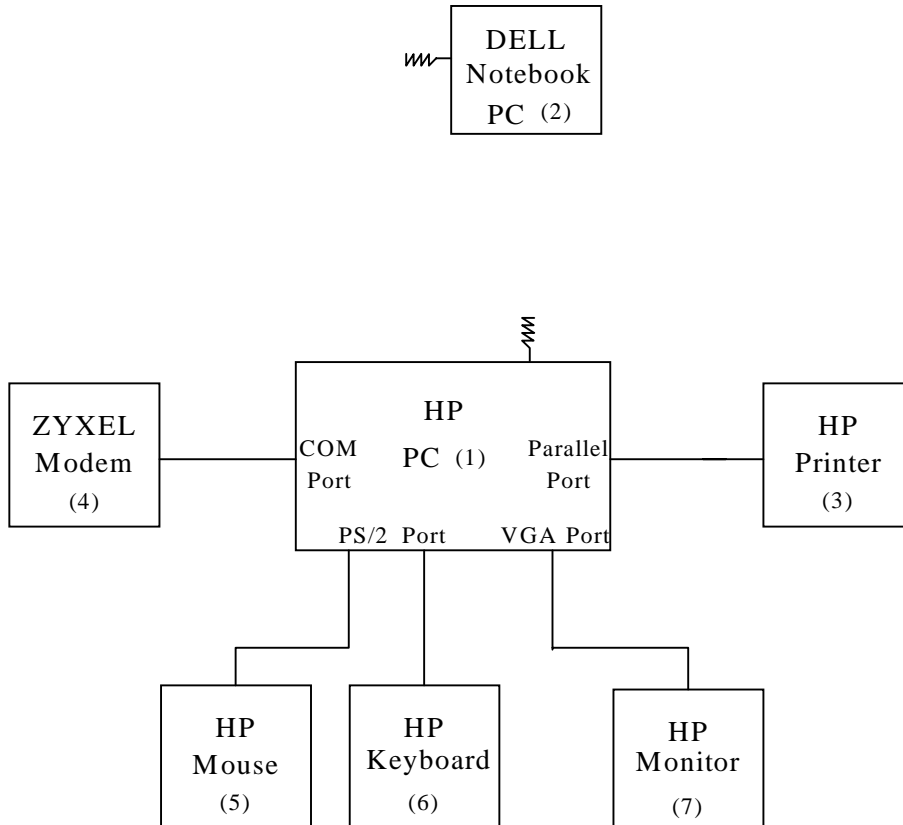 DELL
Notebook
PC (2)
HP
PC (1)
COM
Port
Parallel
Port
PS/2 Port
VGA Port
ZYXEL
Modem
(4)
HP
Printer
(3)
HP
Mouse
(5)
HP
Keyboard
(6)
HP
Monitor
(7)